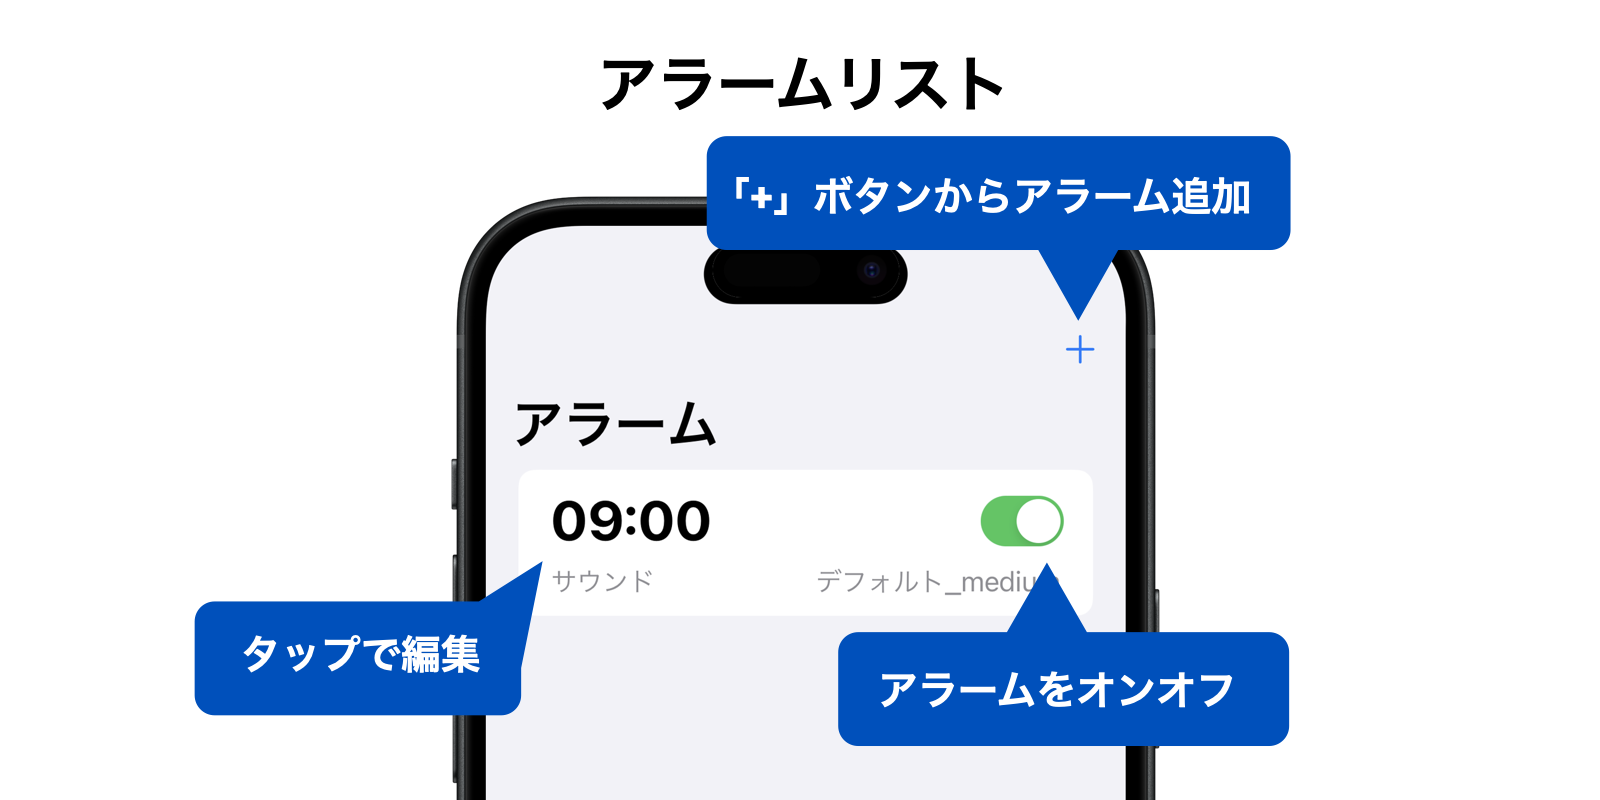 アラームリスト
「+」ボタンからアラーム追加
アラーム
09:00
サウンド
デフォルト_mediu
タップで編集
アラームをオンオフ